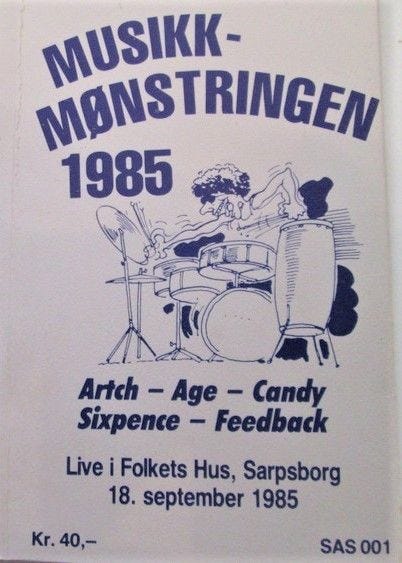 MUSIKK-
MØNSTRINGEN
1985
Artch – Age – Candy
Sixpence – Feedback
Live i Folkets Hus, Sarpsborg
18. september 1985
Kr. 40,–
SAS 001